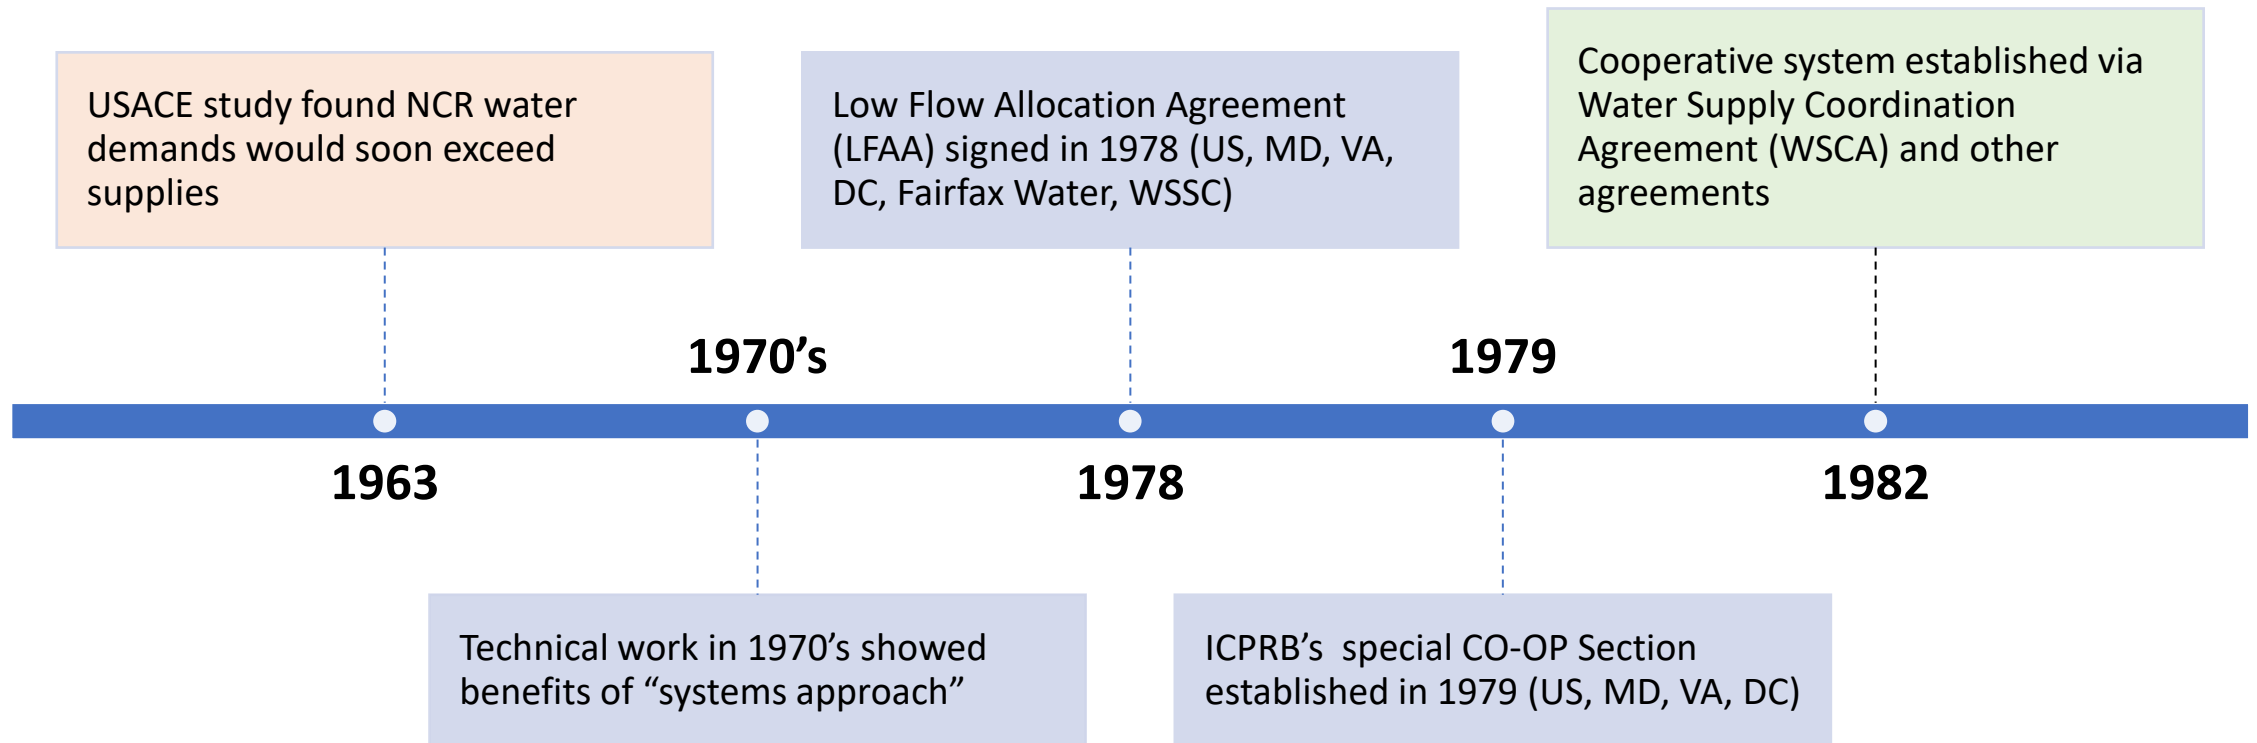 USACE study found NCR water
demands would soon exceed
supplies
Low Flow Allocation Agreement
(LFAA) signed in 1978 (US, MD, VA,
DC, Fairfax Water, WSSC)
Cooperative system established via
Water Supply Coordination
Agreement (WSCA) and other
agreements
1970’s
1979
1963
1978
1982
Technical work in 1970’s showed
benefits of “systems approach”
ICPRB’s  special CO-OP Section
established in 1979 (US, MD, VA, DC)